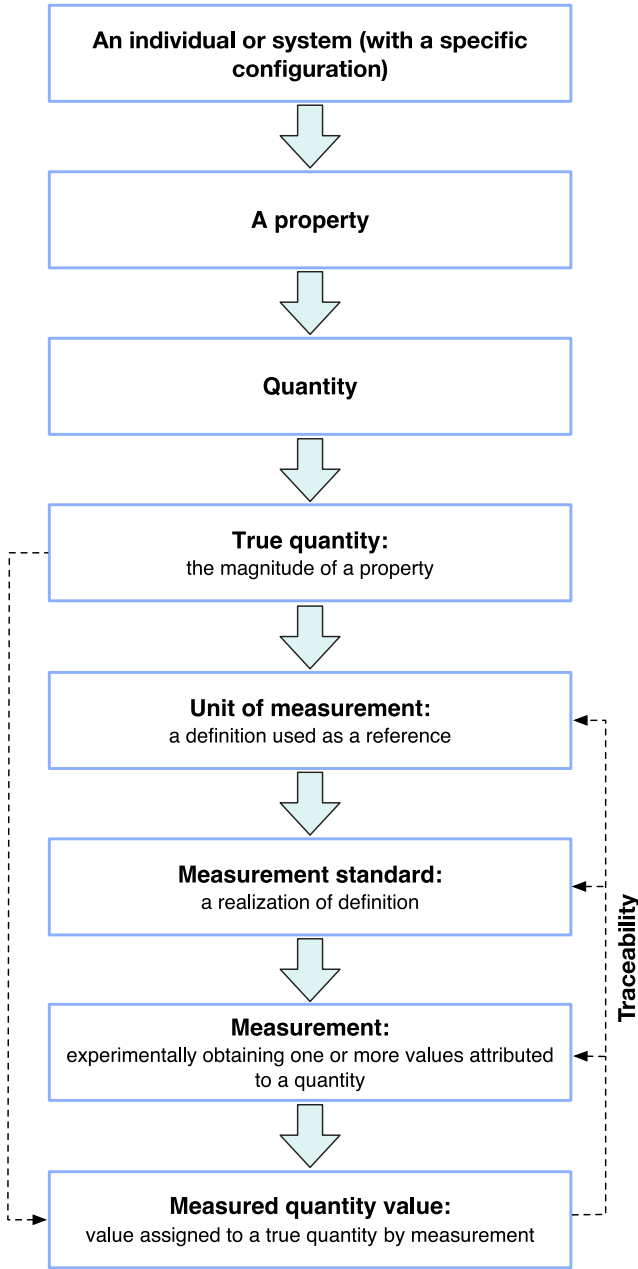 An individual or system (with a specific
configuration)
A property
Quantity
True quantity:
the magnitude of a property
Unit of measurement:
a definition used as a reference
Measurement standard:
a realization of definition
Measurement:
experimentally obtaining one or more values attributed
to a quantity
Measured quantity value:
value assigned to a true quantity by measurement
Traceability